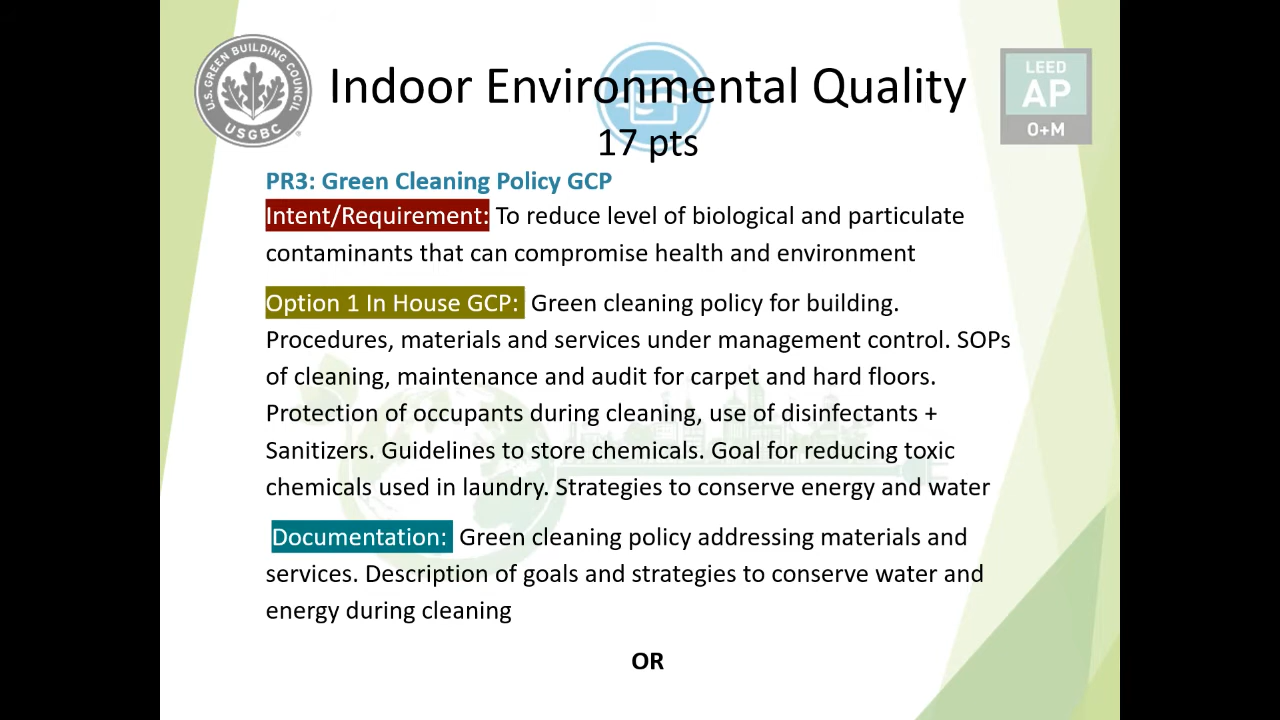 U.S. GREEN BUILDING COUNCIL
USGBC
Indoor Environmental Quality
17 pts
LEED
AP
O+M
PR3: Green Cleaning Policy GCP
Intent/Requirement: To reduce level of biological and particulate
contaminants that can compromise health and environment
Option 1 In House GCP: Green cleaning policy for building.
Procedures, materials and services under management control. SOPs
of cleaning, maintenance and audit for carpet and hard floors.
Protection of occupants during cleaning, use of disinfectants +
Sanitizers. Guidelines to store chemicals. Goal for reducing toxic
chemicals used in laundry. Strategies to conserve energy and water
Documentation: Green cleaning policy addressing materials and
services. Description of goals and strategies to conserve water and
energy during cleaning
OR